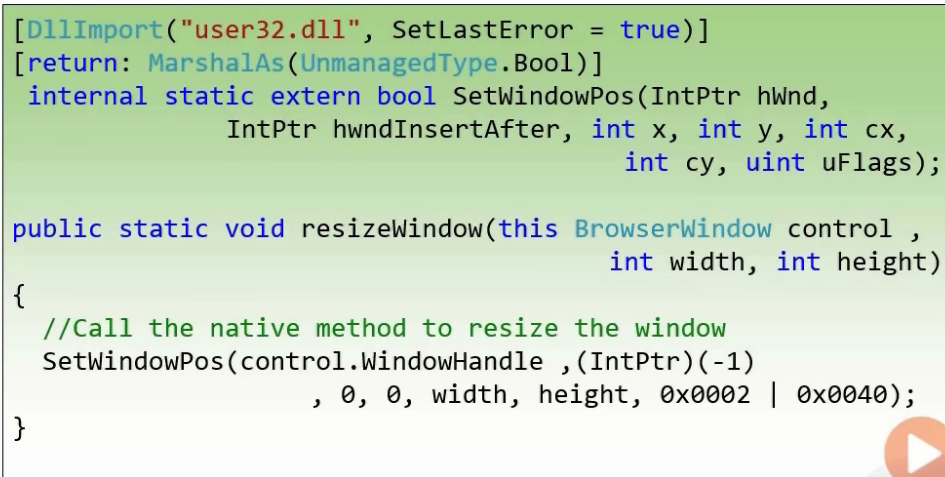 [DllImport("user32.dll", SetLastError = true)]
[return: MarshalAs(UnmanagedType.Bool)]
internal static extern bool SetWindowPos(IntPtr hWnd,
IntPtr hwndInsertAfter, int x, int y, int cx,
int cy, uint uFlags);
public static void resizeWindow(this BrowserWindow control ,
int width, int height)
{
//Call the native method to resize the window
SetWindowPos(control.WindowHandle ,(IntPtr)(-1)
, 0, 0, width, height, 0x0002 | 0x0040);
}